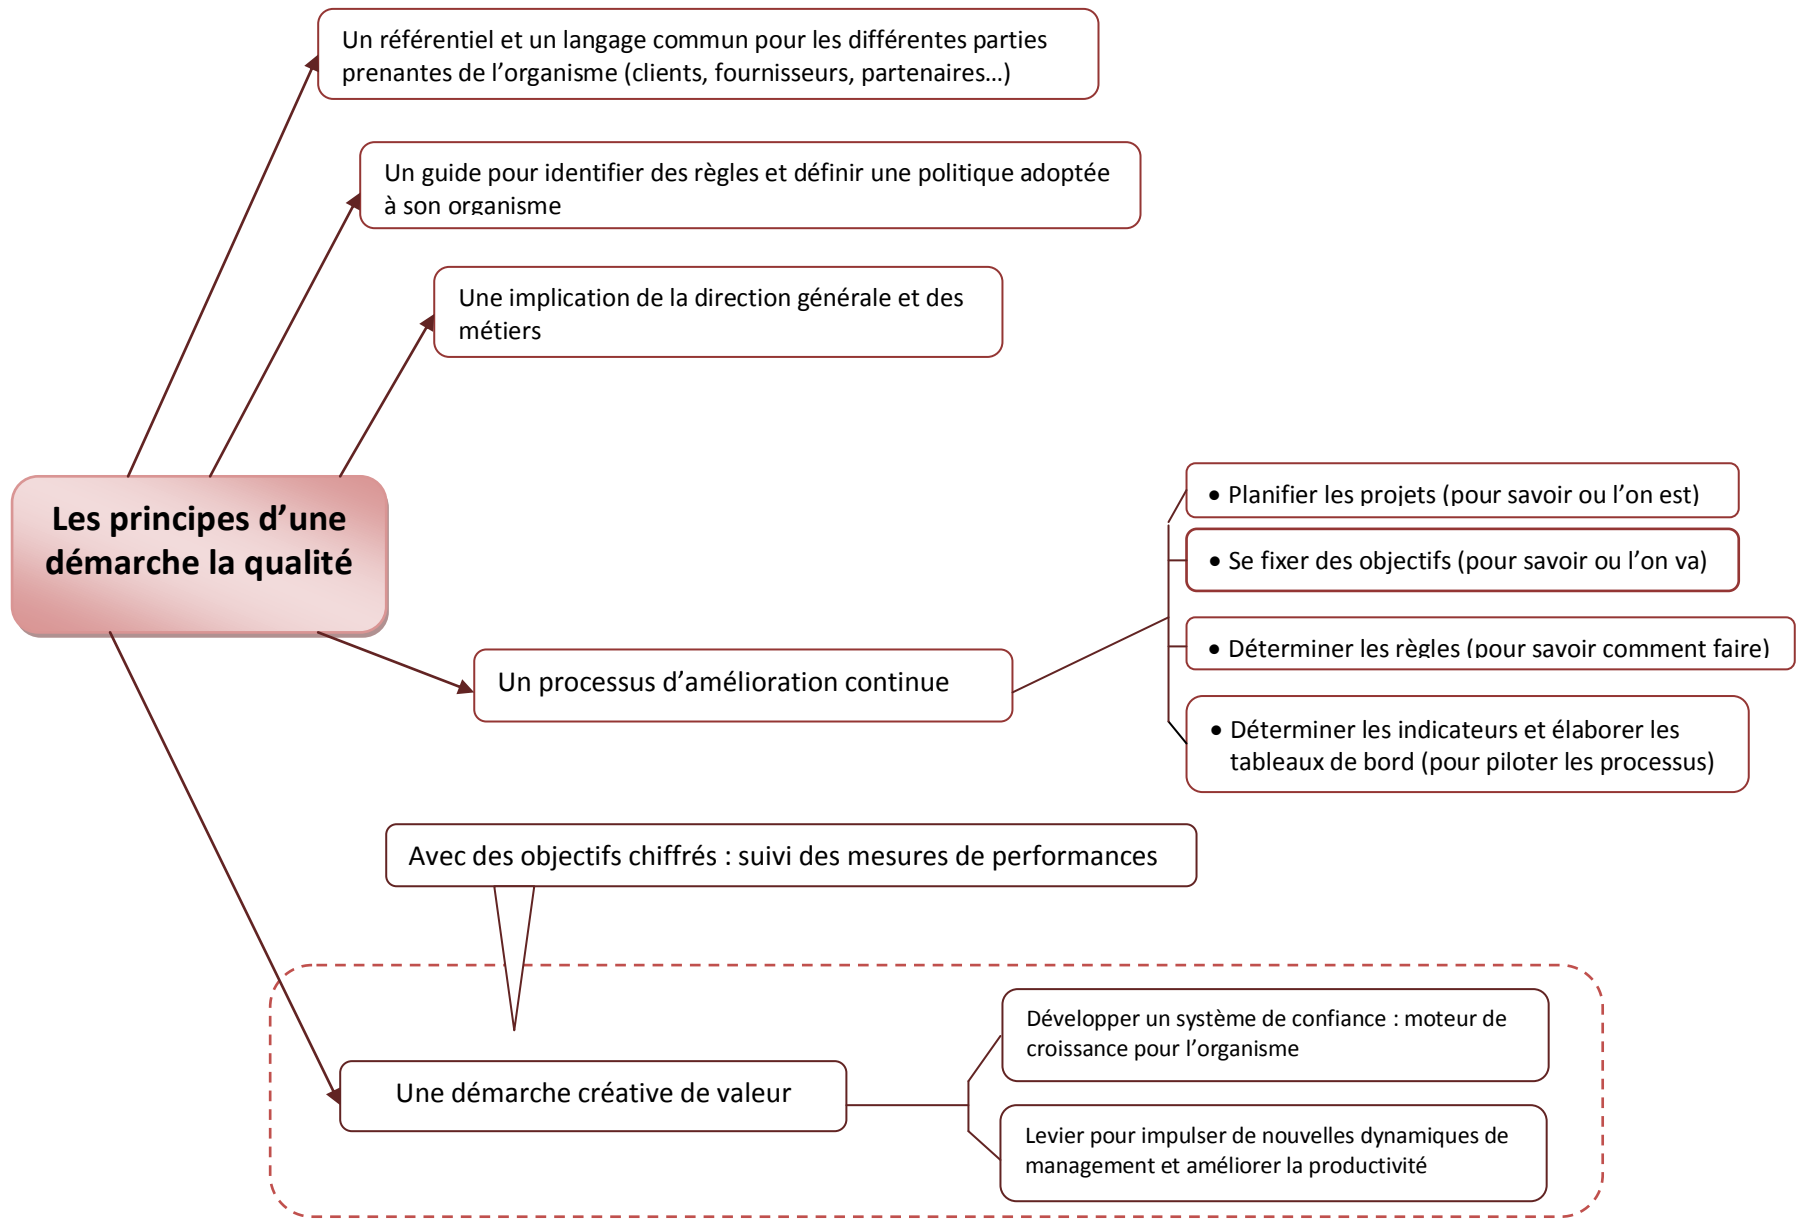 Un référentiel et un langage commun pour les différentes parties
prenantes de l’organisme (clients, fournisseurs, partenaires…)
Un guide pour identifier des règles et définir une politique adoptée
à son organisme
Une implication de la direction générale et des
métiers
Les principes d’une
démarche la qualité
• Planifier les projets (pour savoir ou l’on est)
• Se fixer des objectifs (pour savoir ou l’on va)
• Déterminer les règles (pour savoir comment faire)
Un processus d’amélioration continue
• Déterminer les indicateurs et élaborer les
tableaux de bord (pour piloter les processus)
Avec des objectifs chiffrés : suivi des mesures de performances
Développer un système de confiance : moteur de
croissance pour l’organisme
Une démarche créative de valeur
Levier pour impulser de nouvelles dynamiques de
management et améliorer la productivité